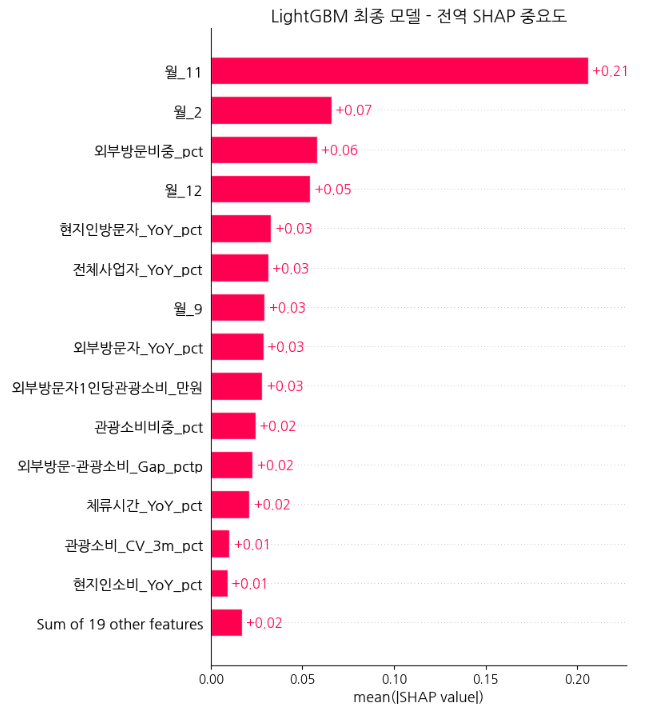 LightGBM 최종 모델 - 전역 SHAP 중요도
월_11
+0.21
월_2
+0.07
외부방문비중_pct
+0.06
월_12
+0.05
현지인방문자_YoY_pct
+0.03
전체사업자_YoY_pct
+0.03
월_9
+0.03
외부방문자_YoY_pct
+0.03
외부방문자1인당관광소비_만원
+0.03
관광소비비중_pct
+0.02
외부방문-관광소비_Gap_pctp
+0.02
체류시간_YoY_pct
+0.02
관광소비_CV_3m_pct
+0.01
현지인소비_YoY_pct
+0.01
Sum of 19 other features
+0.02
0.00 0.05 0.10 0.15 0.20
mean(|SHAP value|)